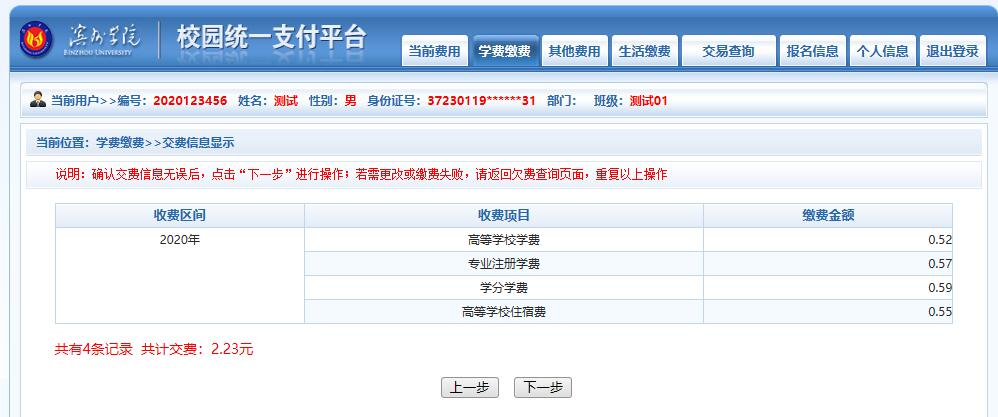 滨州学院
BINZHOU UNIVERSITY
校园统一支付平台
当前费用 学费缴费 其他费用 生活缴费 交易查询 报名信息 个人信息 退出登录
当前用户>>编号：2020123456 姓名：测试 性别：男 身份证号：37230119******31 部门： 班级：测试01
当前位置：学费缴费>>交费信息显示
说明：确认交费信息无误后，点击“下一步”进行操作；若需更改或缴费失败，请返回欠费查询页面，重复以上操作
收费区间 收费项目 缴费金额
2020年 高等学校学费 0.52
专业注册学费 0.57
学分学费 0.59
高等学校住宿费 0.55
共有4条记录 共计交费：2.23元
上一步 下一步